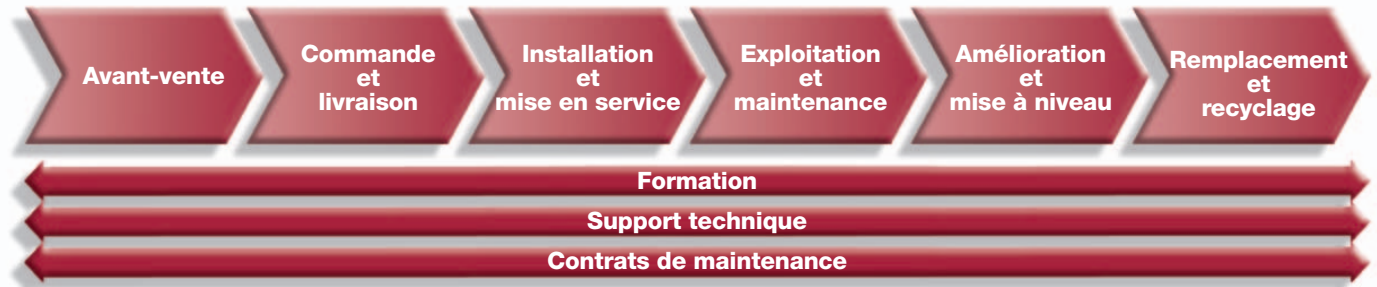 Avant-vente
Commande
et
livraison
Installation
et
mise en service
Exploitation
et
maintenance
Amélioration
et
mise à niveau
Remplacement
et
recyclage
Formation
Support technique
Contrats de maintenance